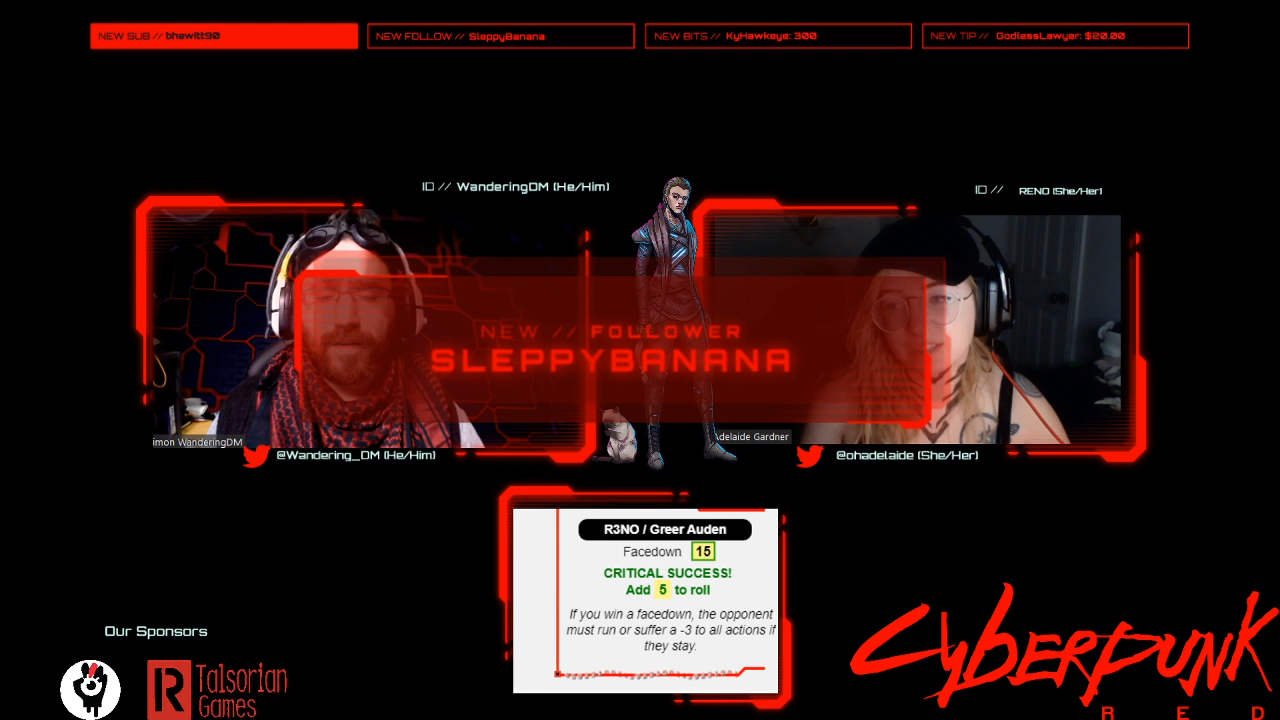 NEW SUB // bhewitt90
NEW FOLLOW // SleppyBanana
NEW BITS // KyHawkeye: 300
NEW TIP // GodlessLawyer: $20.00
ID // WanderingDM (He/Him)
ID // RENO (She/Her)
NEW // FOLLOWER
SLEPPYBANANA
imon WanderingDM
Adelaide Gardner
@Wandering_DM (He/Him)
@ohadelaide (She/Her)
R3NO / Greer Auden
Facedown 15
CRITICAL SUCCESS!
Add 5 to roll
If you win a facedown, the opponent
must run or suffer a -3 to all actions if
they stay.
Our Sponsors
R Talsorian
Games
CYBERPUNK
RED